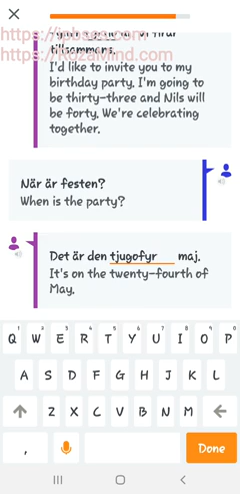 tillsammans.
I'd like to invite you to my
birthday party. I'm going to
be thirty-three and Nils will
be forty. We're celebrating
together.
När är festen?
When is the party?
Det är den tjugofyr maj.
It's on the twenty-fourth of
May.
Q W E R T Y U I O P
A S D F G H J K L
Z X C V B N M
, Done